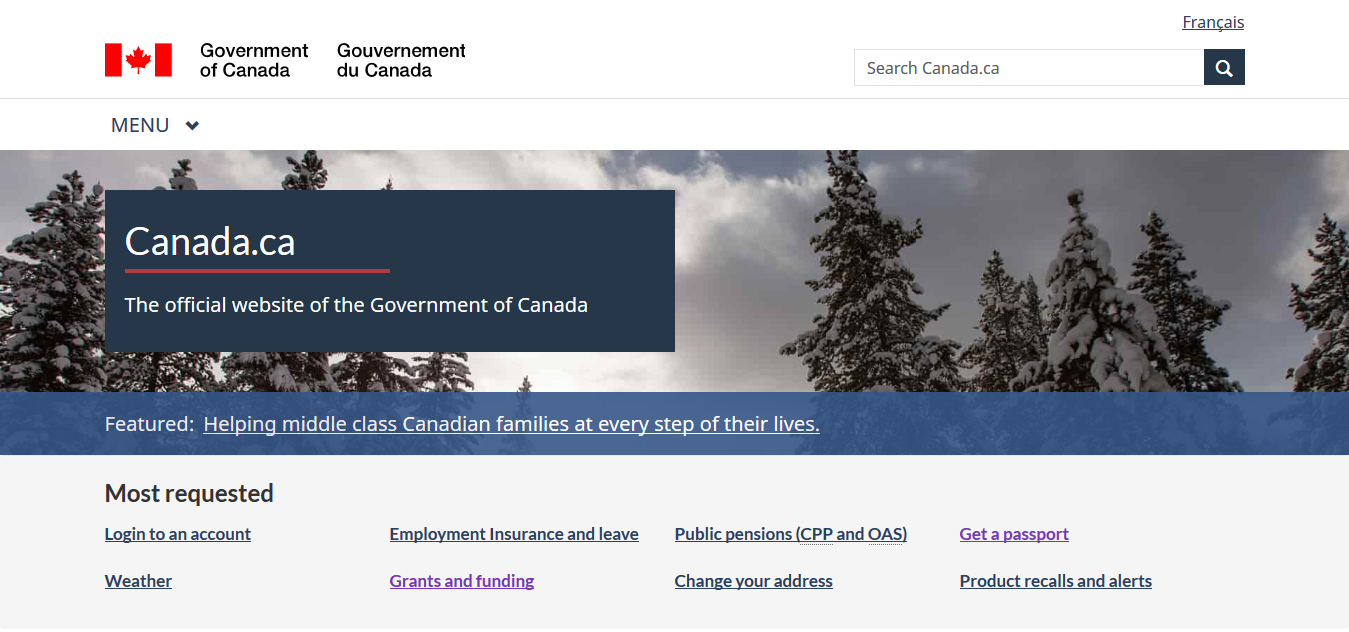 Français
Government of Canada
Gouvernement du Canada
Search Canada.ca
MENU
Canada.ca
The official website of the Government of Canada
Featured: Helping middle class Canadian families at every step of their lives.
Most requested
Login to an account
Employment Insurance and leave
Public pensions (CPP and OAS)
Get a passport
Weather
Grants and funding
Change your address
Product recalls and alerts